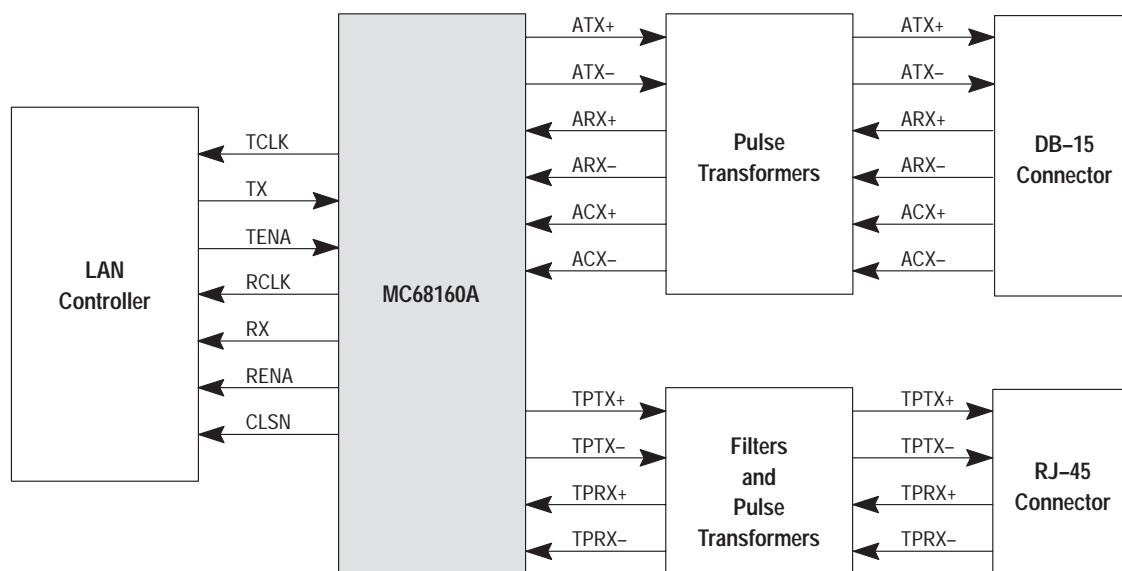 ATX+
ATX–
ARX+
ARX–
ACX+
ACX–
ATX+
ATX–
ARX+
ARX–
ACX+
ACX–
Pulse
Transformers
DB–15
Connector
TCLK
TX
TENA
RCLK
RX
RENA
CLSN
LAN
Controller
MC68160A
TPTX+
TPTX–
TPRX+
TPRX–
Filters
and
Pulse
Transformers
TPTX+
TPTX–
TPRX+
TPRX–
RJ–45
Connector